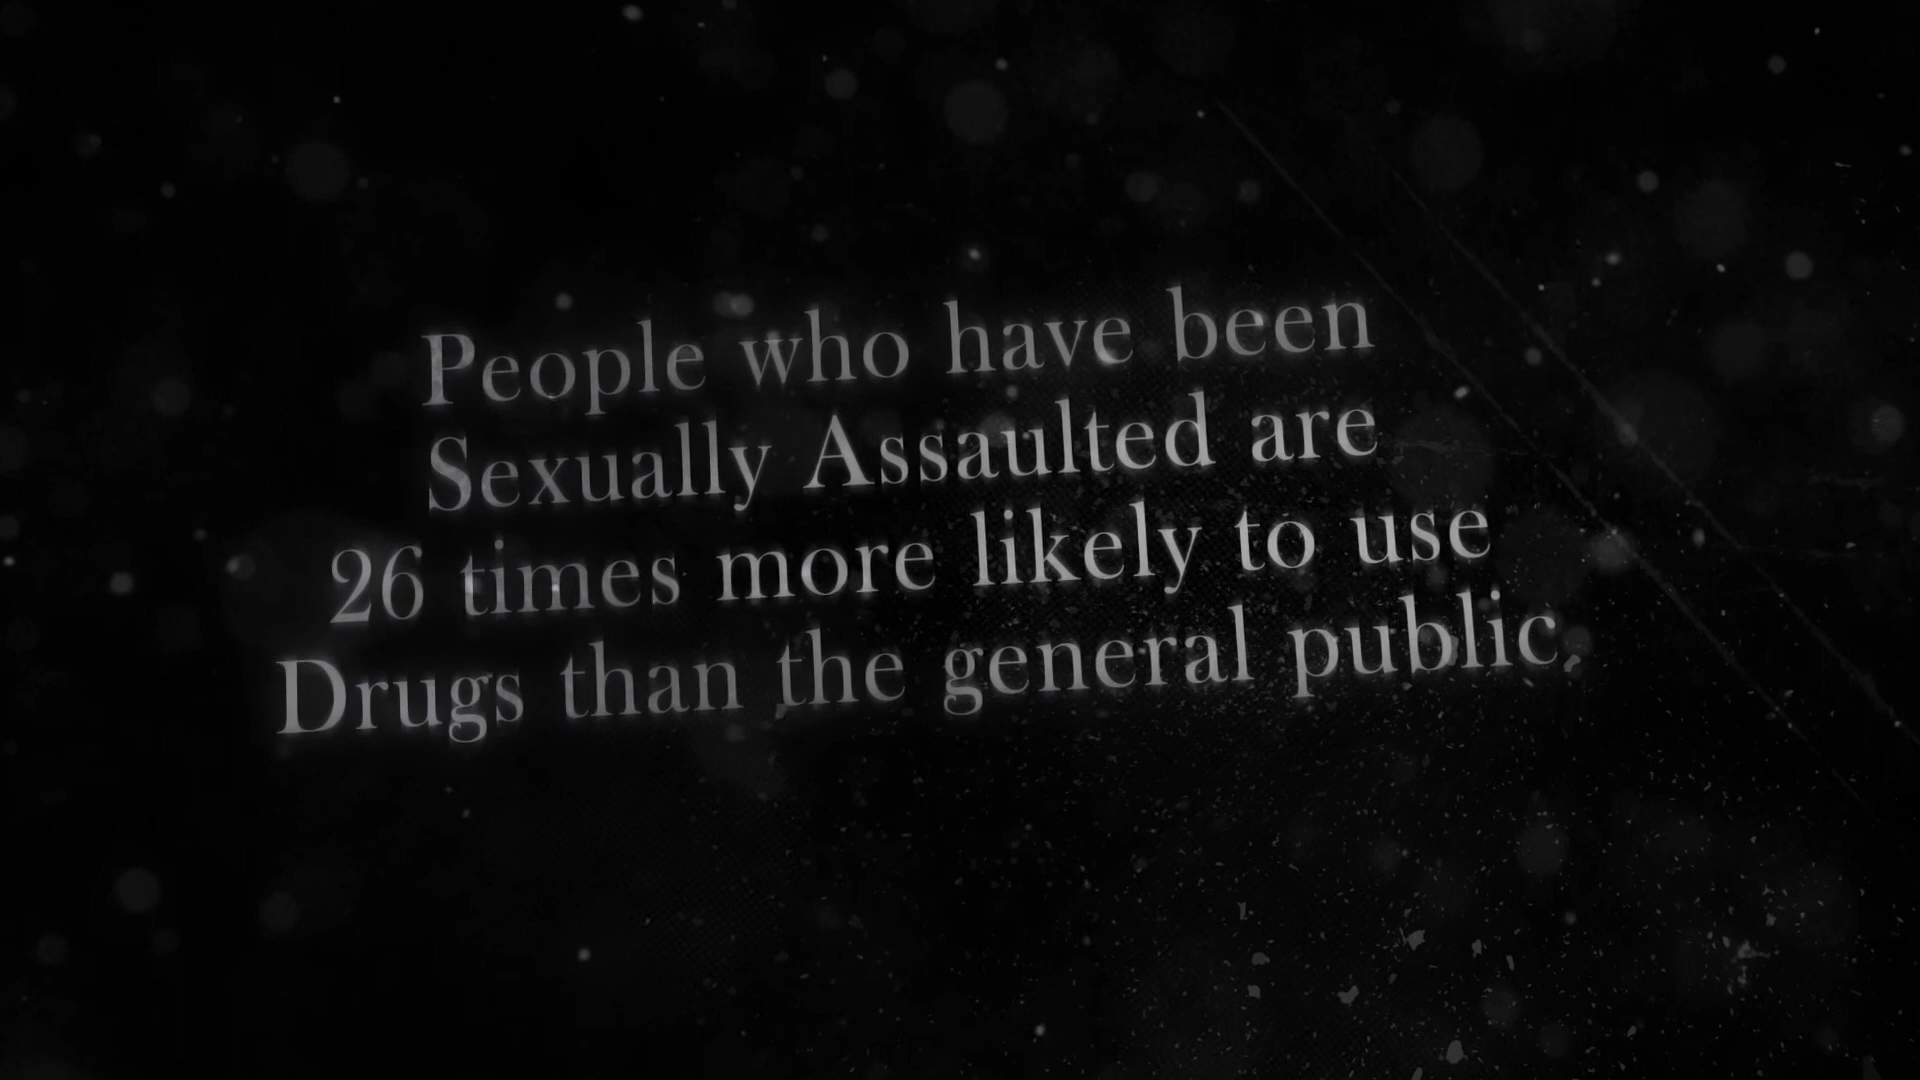 People who have been
Sexually Assaulted are
26 times more likely to use
Drugs than the general public.